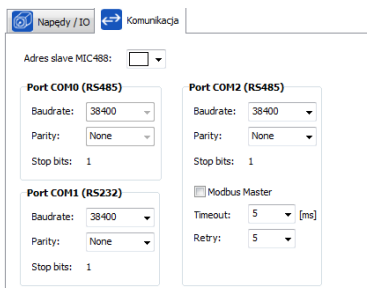 Napędy / IO
Komunikacja
Adres slave MIC488:
Port COM0 (RS485)
Baudrate: 38400
Parity: None
Stop bits: 1
Port COM1 (RS232)
Baudrate: 38400
Parity: None
Stop bits: 1
Port COM2 (RS485)
Baudrate: 38400
Parity: None
Stop bits: 1
Modbus Master
Timeout: 5 [ms]
Retry: 5